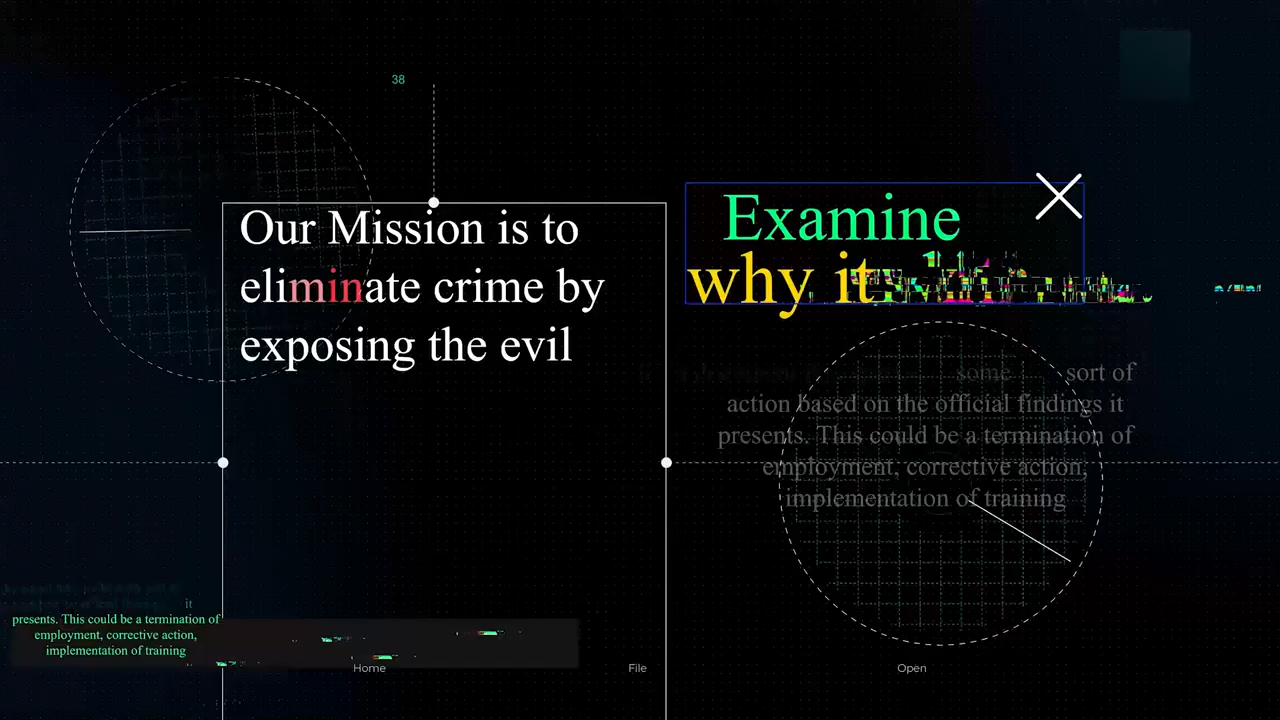 38
Our Mission is to
eliminate crime by
exposing the evil
Examine
why it
some sort of
action based on the official findings it
presents. This could be a termination of
employment, corrective action,
implementation of training
it
presents. This could be a termination of
employment, corrective action,
implementation of training
Home
File
Open